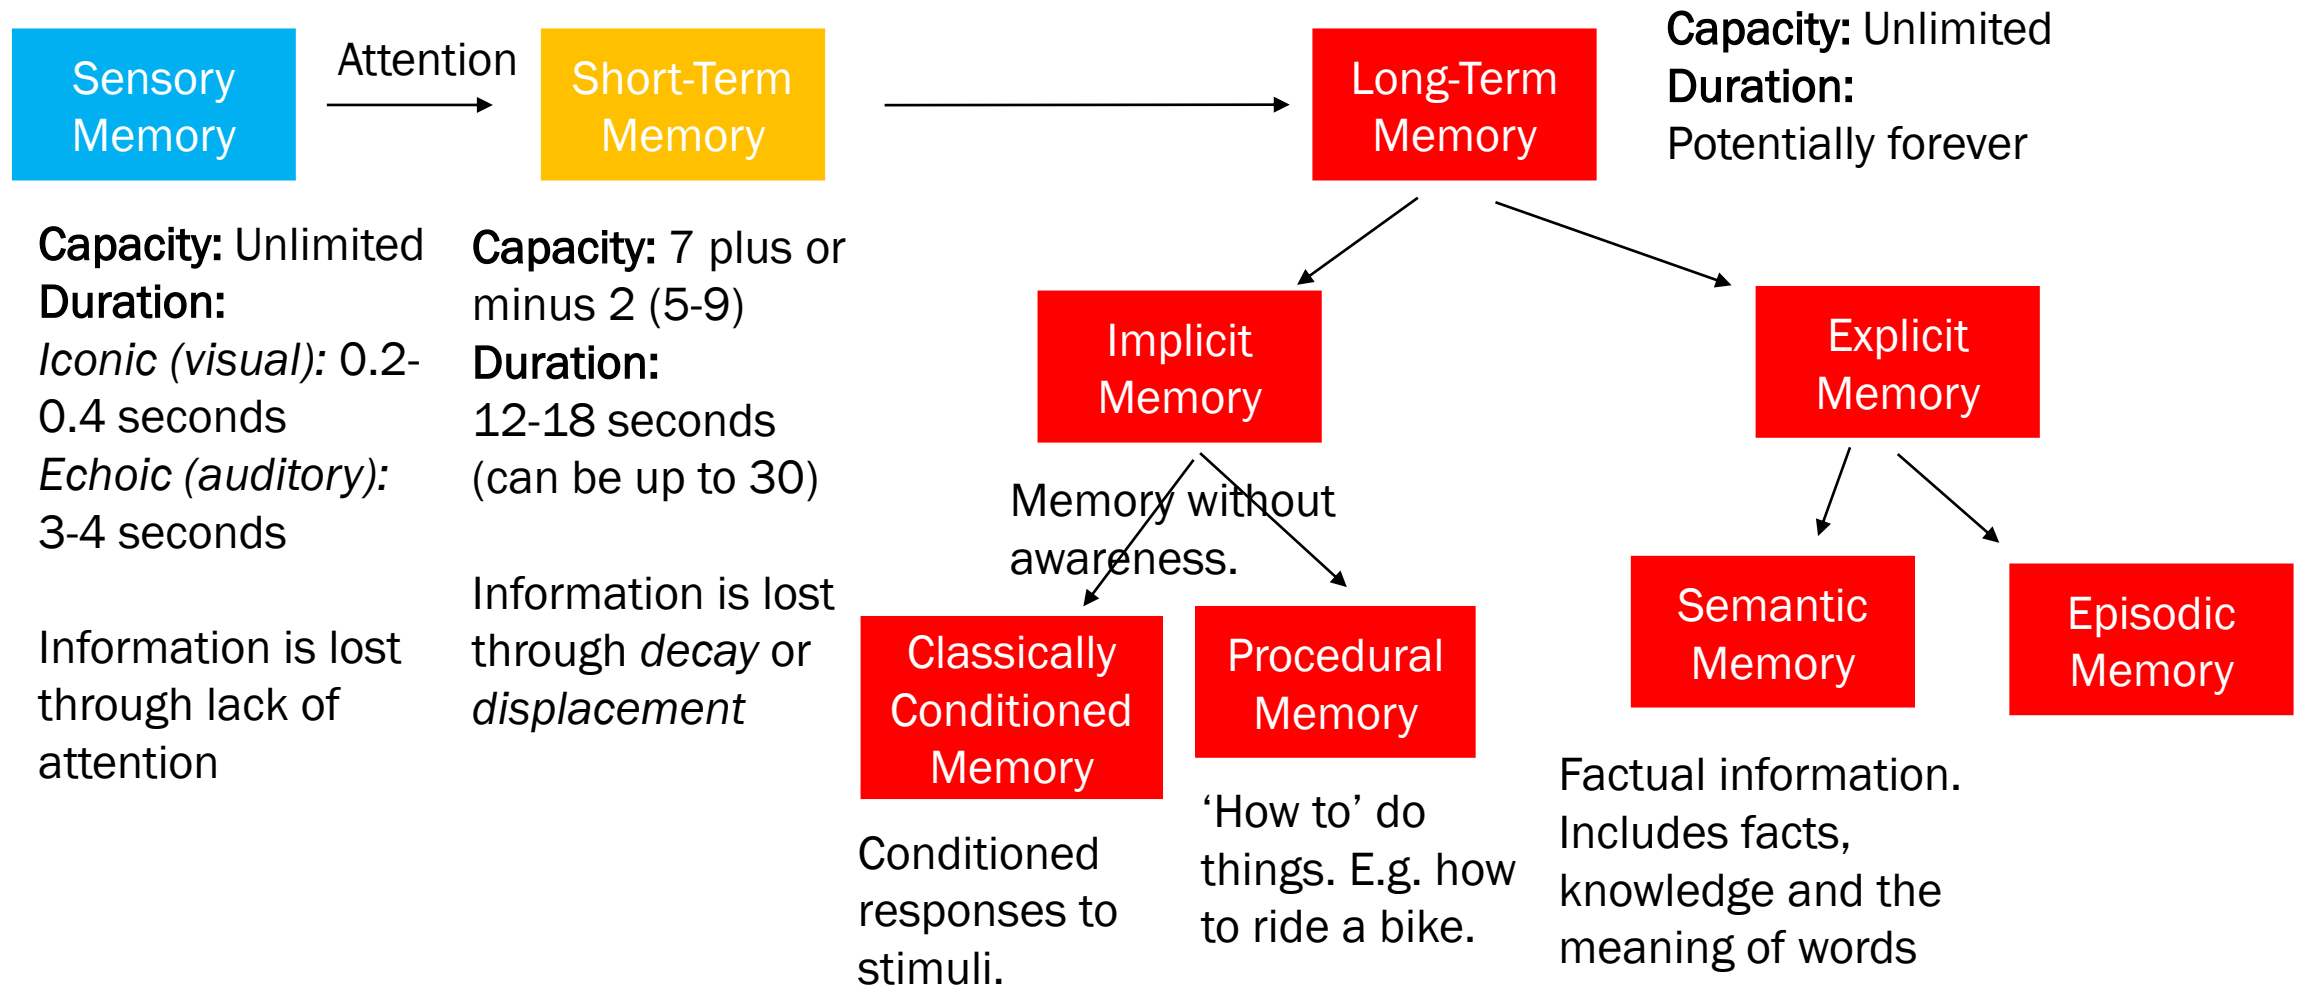 Sensory
Memory
Attention
Short-Term
Memory
Long-Term
Memory
Capacity: Unlimited
Duration:
Potentially forever
Capacity: Unlimited
Duration:
Iconic (visual): 0.2-
0.4 seconds
Echoic (auditory):
3-4 seconds
Information is lost
through lack of
attention
Capacity: 7 plus or
minus 2 (5-9)
Duration:
12-18 seconds
(can be up to 30)
Information is lost
through decay or
displacement
Implicit
Memory
Memory without
awareness.
Explicit
Memory
Classically
Conditioned
Memory
Conditioned
responses to
stimuli.
Procedural
Memory
‘How to’ do
things. E.g. how
to ride a bike.
Semantic
Memory
Factual information.
Includes facts,
knowledge and the
meaning of words
Episodic
Memory